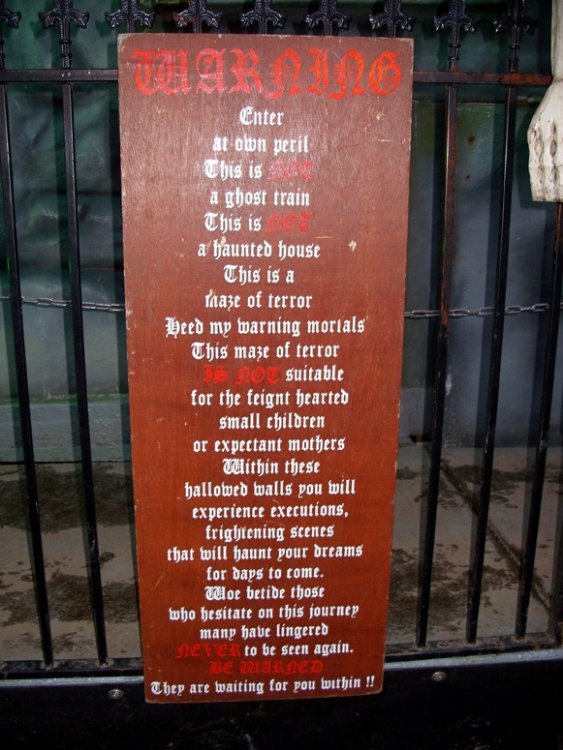 WARNING
Enter
at own peril
This is NOT
a ghost train
This is NOT
a haunted house
This is a
maze of terror
Heed my warning mortals
This maze of terror
IS NOT suitable
for the feignt hearted
small children
or expectant mothers
Within these
hallowed walls you will
experience executions,
frightening scenes
that will haunt your dreams
for days to come.
Woe betide those
who hesitate on this journey
many have lingered
NEVER to be seen again.
BE WARNED
They are waiting for you within !!